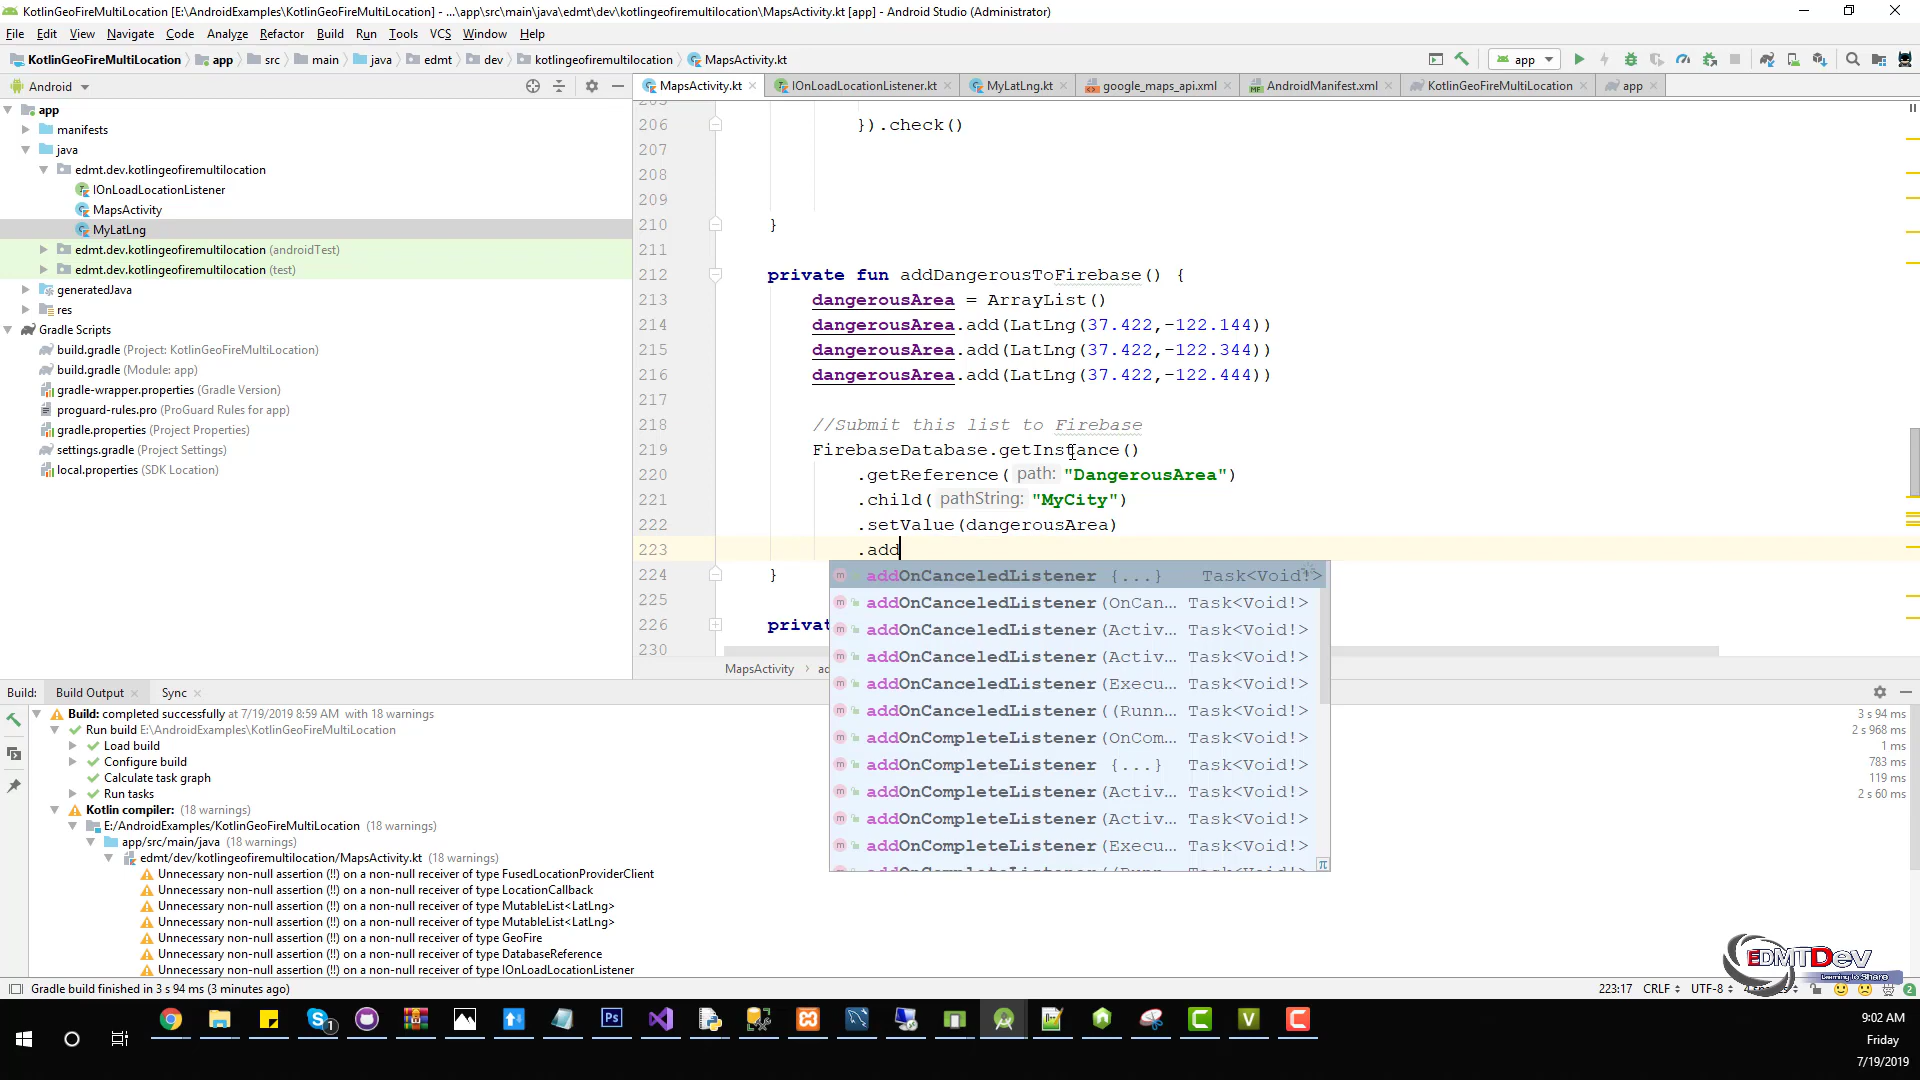 KotlinGeoFireMultiLocation [E:\AndroidExamples\KotlinGeoFireMultiLocation] - ...\app\src\main\java\edmt\dev\kotlingeofiremultilocation\MapsActivity.kt [app] - Android Studio (Administrator)
File Edit View Navigate Code Analyze Refactor Build Run Tools VCS Window Help
KotlinGeoFireMultiLocation app src main java edmt dev kotlingeofiremultilocation MapsActivity.kt app
Android MapsActivity.kt IOnLoadLocationListener.kt MyLatLng.kt google_maps_api.xml AndroidManifest.xml KotlinGeoFireMultiLocation app
app
manifests
java
edmt.dev.kotlingeofiremultilocation
IOnLoadLocationListener
MapsActivity
MyLatLng
edmt.dev.kotlingeofiremultilocation (androidTest)
edmt.dev.kotlingeofiremultilocation (test)
generatedJava
res
Gradle Scripts
build.gradle (Project: KotlinGeoFireMultiLocation)
build.gradle (Module: app)
gradle-wrapper.properties (Gradle Version)
proguard-rules.pro (ProGuard Rules for app)
gradle.properties (Project Properties)
settings.gradle (Project Settings)
local.properties (SDK Location)
206 }).check()
207
208
209
210 }
211
212 private fun addDangerousToFirebase() {
213 dangerousArea = ArrayList()
214 dangerousArea.add(LatLng(37.422,-122.144))
215 dangerousArea.add(LatLng(37.422,-122.344))
216 dangerousArea.add(LatLng(37.422,-122.444))
217
218 //Submit this list to Firebase
219 FirebaseDatabase.getInstance()
220 .getReference( path: "DangerousArea")
221 .child( pathString: "MyCity")
222 .setValue(dangerousArea)
223 .add
224 }
225
226 privat
230
addOnCanceledListener {...} Task<Void!>
addOnCanceledListener(OnCan... Task<Void!>
addOnCanceledListener(Activ... Task<Void!>
addOnCanceledListener(Activ... Task<Void!>
addOnCanceledListener(Execu... Task<Void!>
addOnCanceledListener((Runn... Task<Void!>
addOnCompleteListener(OnCom... Task<Void!>
addOnCompleteListener {...} Task<Void!>
addOnCompleteListener(Activ... Task<Void!>
addOnCompleteListener(Activ... Task<Void!>
addOnCompleteListener(Execu... Task<Void!>
MapsActivity › ad
Build: Build Output Sync
Build: completed successfully at 7/19/2019 8:59 AM with 18 warnings 3 s 94 ms
Run build E:\AndroidExamples\KotlinGeoFireMultiLocation 2 s 968 ms
Load build 1 ms
Configure build 783 ms
Calculate task graph 119 ms
Run tasks 2 s 60 ms
Kotlin compiler: (18 warnings)
E:/AndroidExamples/KotlinGeoFireMultiLocation (18 warnings)
app/src/main/java (18 warnings)
edmt/dev/kotlingeofiremultilocation/MapsActivity.kt (18 warnings)
Unnecessary non-null assertion (!!) on a non-null receiver of type FusedLocationProviderClient
Unnecessary non-null assertion (!!) on a non-null receiver of type LocationCallback
Unnecessary non-null assertion (!!) on a non-null receiver of type MutableList<LatLng>
Unnecessary non-null assertion (!!) on a non-null receiver of type MutableList<LatLng>
Unnecessary non-null assertion (!!) on a non-null receiver of type GeoFire
Unnecessary non-null assertion (!!) on a non-null receiver of type DatabaseReference
Unnecessary non-null assertion (!!) on a non-null receiver of type IOnLoadLocationListener
EDMTDev
Learning to Share
Gradle build finished in 3 s 94 ms (3 minutes ago) 223:17 CRLF UTF-8
9:02 AM
Friday
7/19/2019